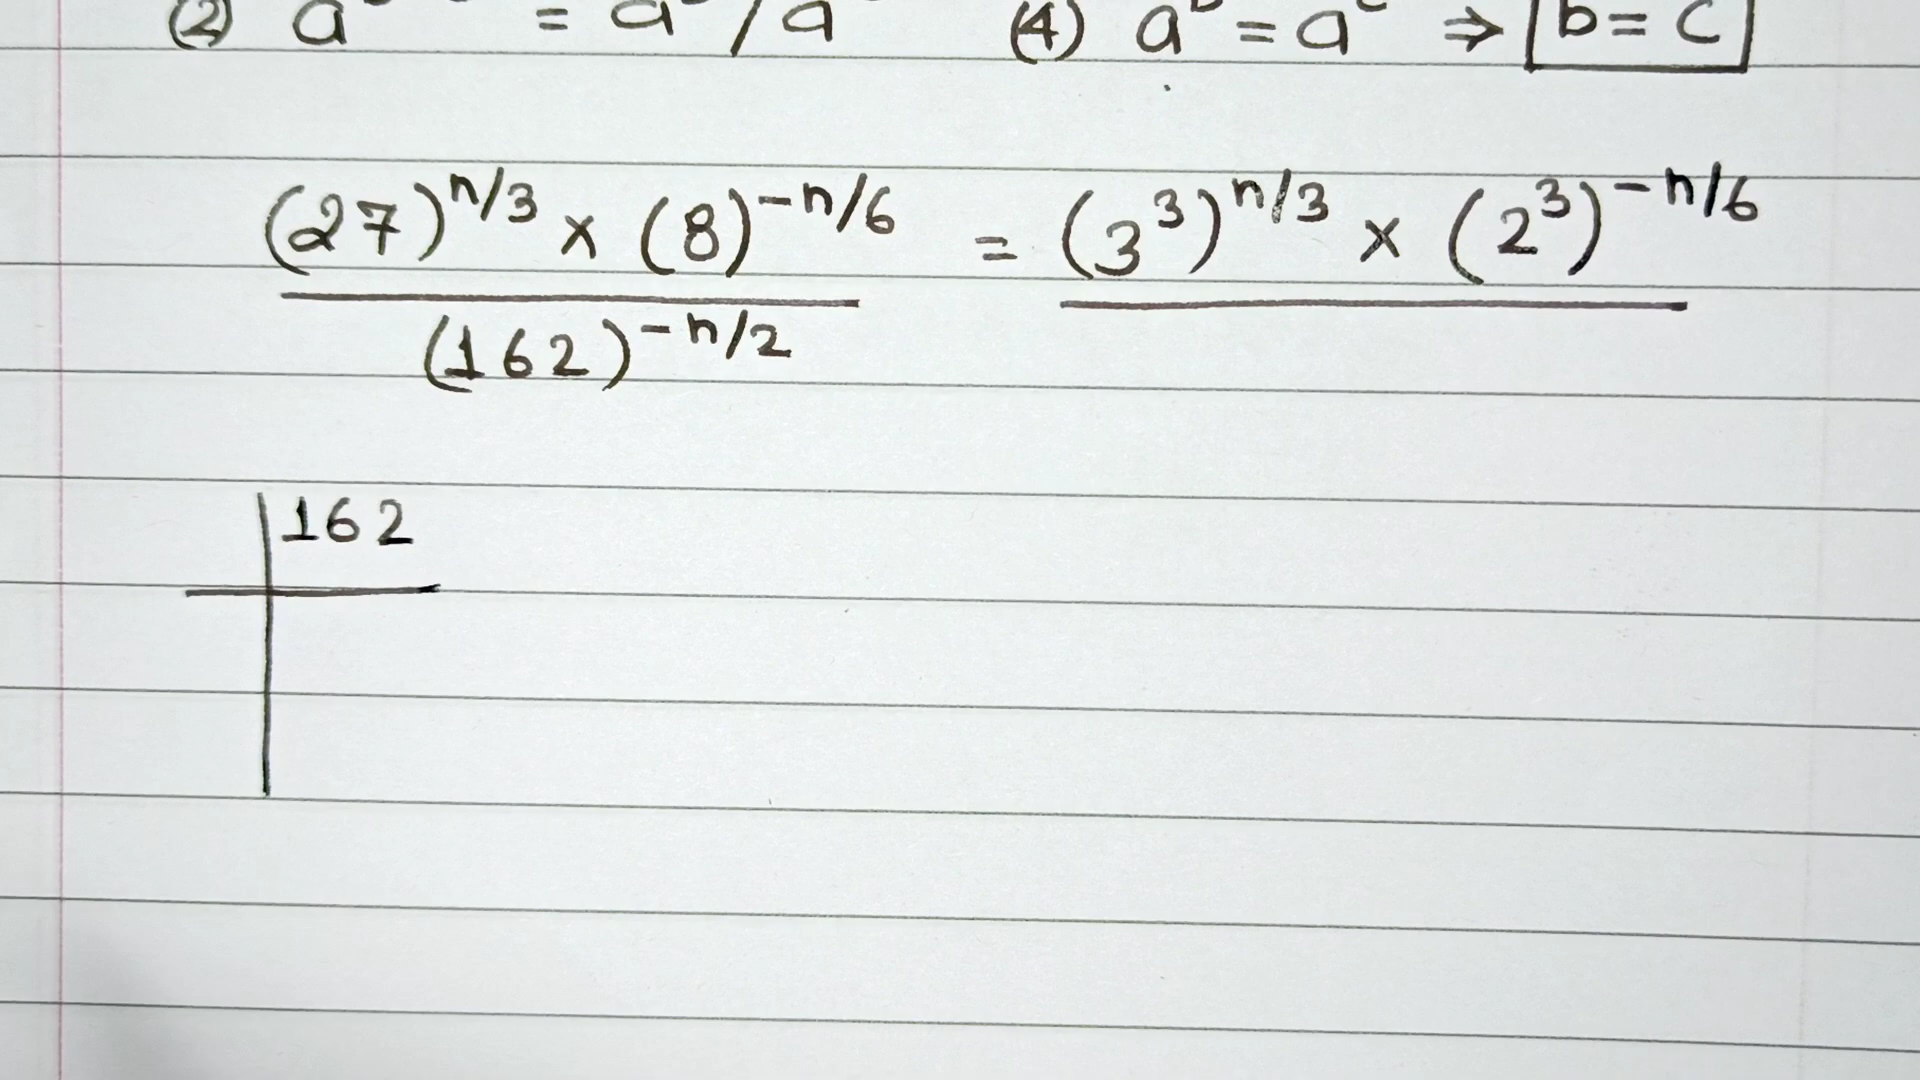 (2) a = a / a (4) a^b = a^c ⇒ b = c
(27)^n/3 × (8)^-n/6 = (3^3)^n/3 × (2^3)^-n/6
(162)^-n/2
162